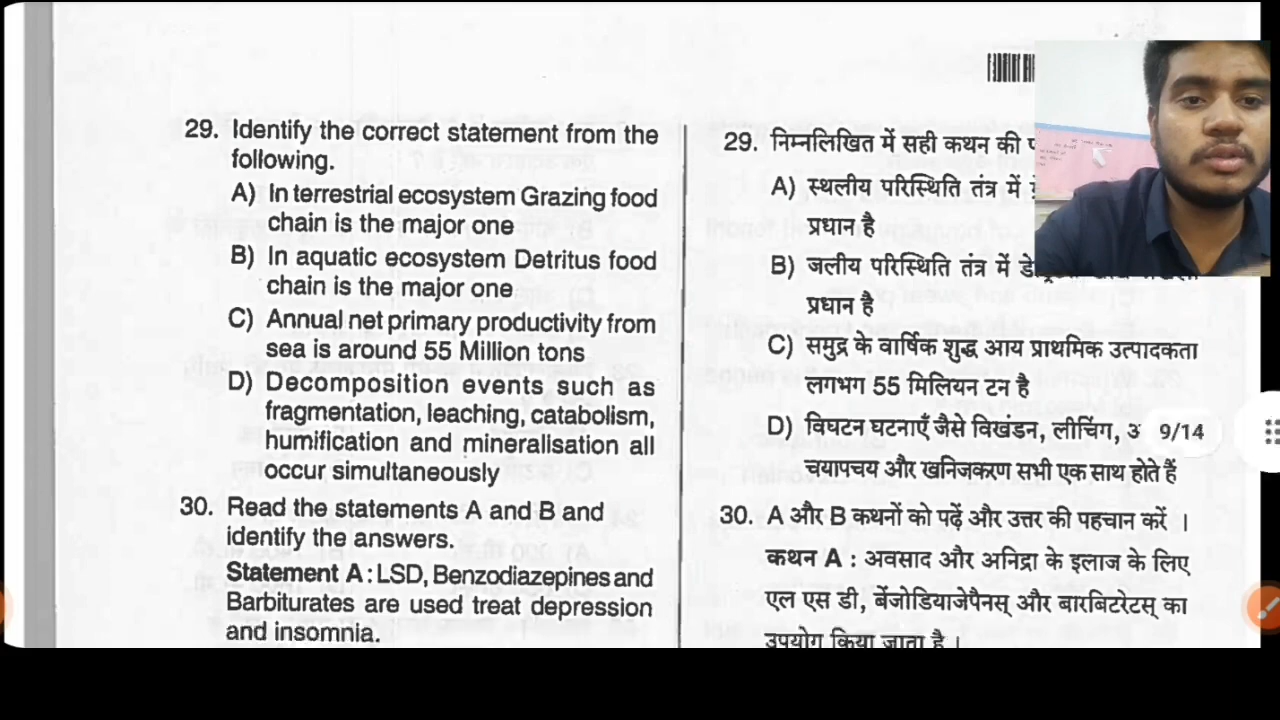 29. Identify the correct statement from the
following.
A) In terrestrial ecosystem Grazing food
chain is the major one
B) In aquatic ecosystem Detritus food
chain is the major one
C) Annual net primary productivity from
sea is around 55 Million tons
D) Decomposition events such as
fragmentation, leaching, catabolism,
humification and mineralisation all
occur simultaneously
30. Read the statements A and B and
identify the answers.
Statement A : LSD, Benzodiazepines and
Barbiturates are used treat depression
and insomnia.
29. निम्नलिखित में सही कथन की
A) स्थलीय परिस्थिति तंत्र में
प्रधान है
B) जलीय परिस्थिति तंत्र में
प्रधान है
C) समुद्र के वार्षिक शुद्ध आय प्राथमिक उत्पादकता
लगभग 55 मिलियन टन है
D) विघटन घटनाएँ जैसे विखंडन, लीचिंग,
चयापचय और खनिजकरण सभी एक साथ होते हैं
30. A और B कथनों को पढ़ें और उत्तर की पहचान करें ।
कथन A : अवसाद और अनिद्रा के इलाज के लिए
एल एस डी, बेंजोडियाजेपैनस् और बारबिटरेटस् का
उपयोग किया जाता है ।
9/14